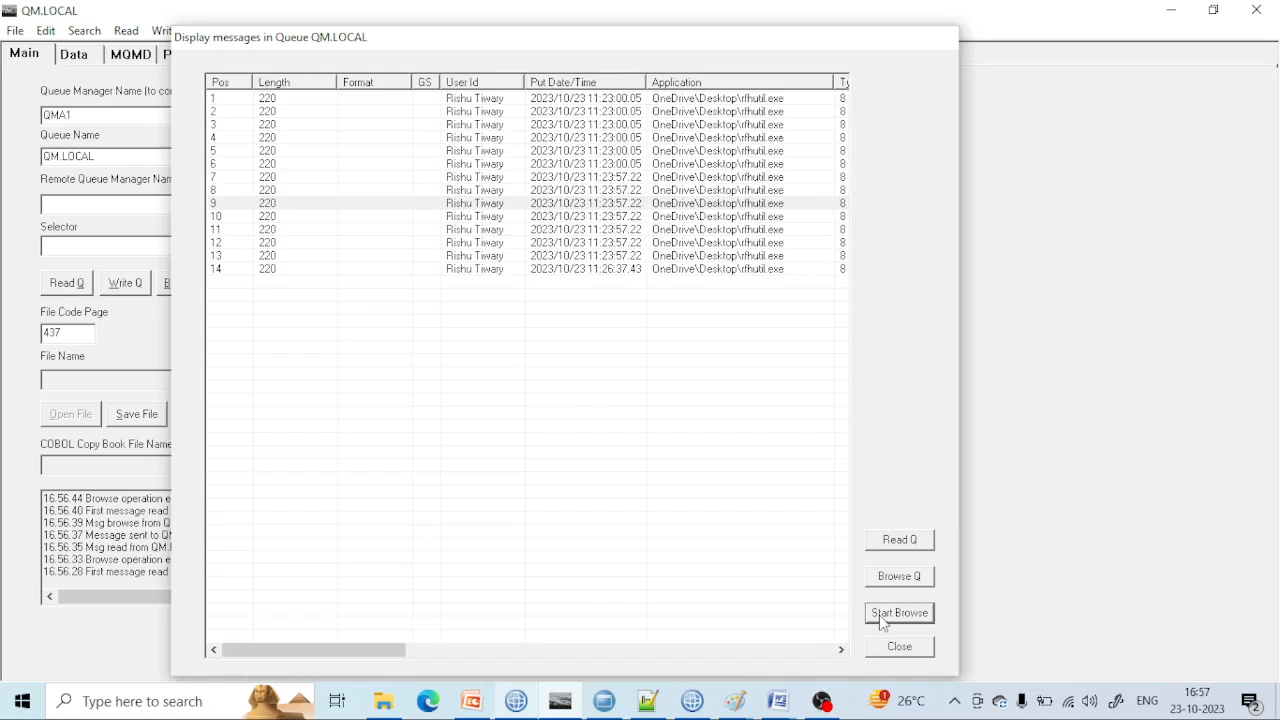 QM.LOCAL
File Edit Search Read Wri
Display messages in Queue QM.LOCAL
Main Data MQMD
Queue Manager Name (to co
QMA1
Queue Name
QM.LOCAL
Remote Queue Manager Nam
Selector
Read Q Write Q
File Code Page
437
File Name
Open File Save File
COBOL Copy Book File Name
16.56.44 Browse operation e
16.56.40 First message read
16.56.39 Msg browse from Q
16.56.37 Message sent to Q
16.56.35 Msg read from QM.
16.56.33 Browse operation e
16.56.28 First message read
Pos Length Format GS User Id Put Date/Time Application Ty
1 220 Rishu Tiwary 2023/10/23 11:23:00.05 OneDrive\Desktop\rfhutil.exe 8
2 220 Rishu Tiwary 2023/10/23 11:23:00.05 OneDrive\Desktop\rfhutil.exe 8
3 220 Rishu Tiwary 2023/10/23 11:23:00.05 OneDrive\Desktop\rfhutil.exe 8
4 220 Rishu Tiwary 2023/10/23 11:23:00.05 OneDrive\Desktop\rfhutil.exe 8
5 220 Rishu Tiwary 2023/10/23 11:23:00.05 OneDrive\Desktop\rfhutil.exe 8
6 220 Rishu Tiwary 2023/10/23 11:23:00.05 OneDrive\Desktop\rfhutil.exe 8
7 220 Rishu Tiwary 2023/10/23 11:23:57.22 OneDrive\Desktop\rfhutil.exe 8
8 220 Rishu Tiwary 2023/10/23 11:23:57.22 OneDrive\Desktop\rfhutil.exe 8
9 220 Rishu Tiwary 2023/10/23 11:23:57.22 OneDrive\Desktop\rfhutil.exe 8
10 220 Rishu Tiwary 2023/10/23 11:23:57.22 OneDrive\Desktop\rfhutil.exe 8
11 220 Rishu Tiwary 2023/10/23 11:23:57.22 OneDrive\Desktop\rfhutil.exe 8
12 220 Rishu Tiwary 2023/10/23 11:23:57.22 OneDrive\Desktop\rfhutil.exe 8
13 220 Rishu Tiwary 2023/10/23 11:23:57.22 OneDrive\Desktop\rfhutil.exe 8
14 220 Rishu Tiwary 2023/10/23 11:26:37.43 OneDrive\Desktop\rfhutil.exe 8
Read Q
Browse Q
Start Browse
Close
Type here to search
1 26°C ENG 16:57
23-10-2023 2